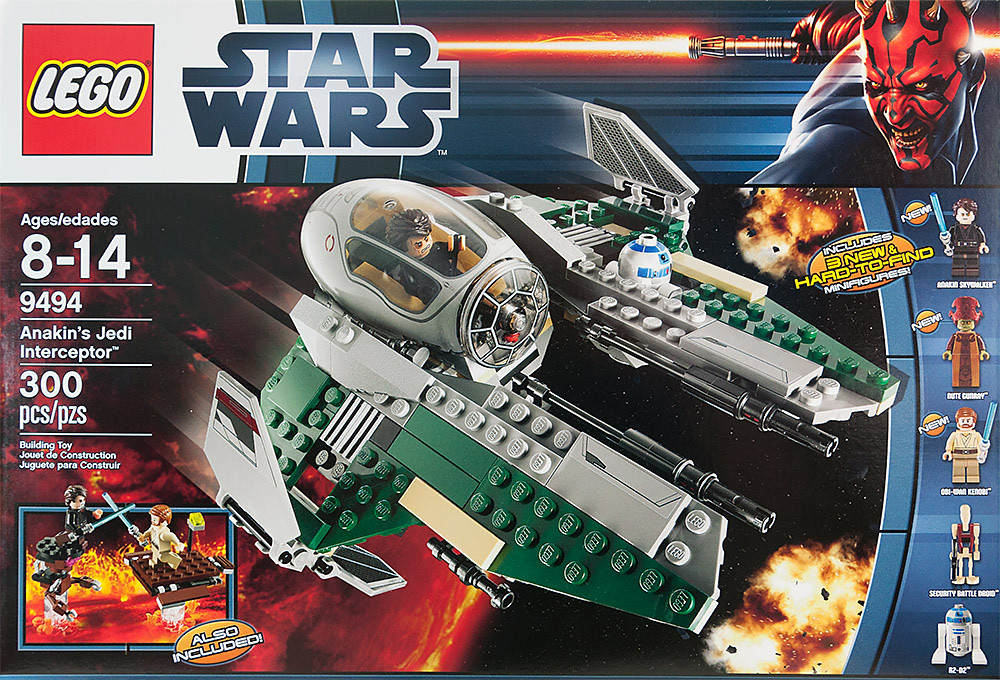 LEGO
STAR
WARS
™
Ages/edades
8-14
9494
Anakin's Jedi
Interceptor™
300
pcs/pzs
Building Toy
Jouet de Construction
Juguete para Construir
ALSO
INCLUDED!
INCLUDES
3 NEW &
HARD-TO-FIND
MINIFIGURES!
NEW!
ANAKIN SKYWALKER™
NEW!
NUTE GUNRAY™
NEW!
OBI-WAN KENOBI™
SECURITY BATTLE DROID™
R2-D2™